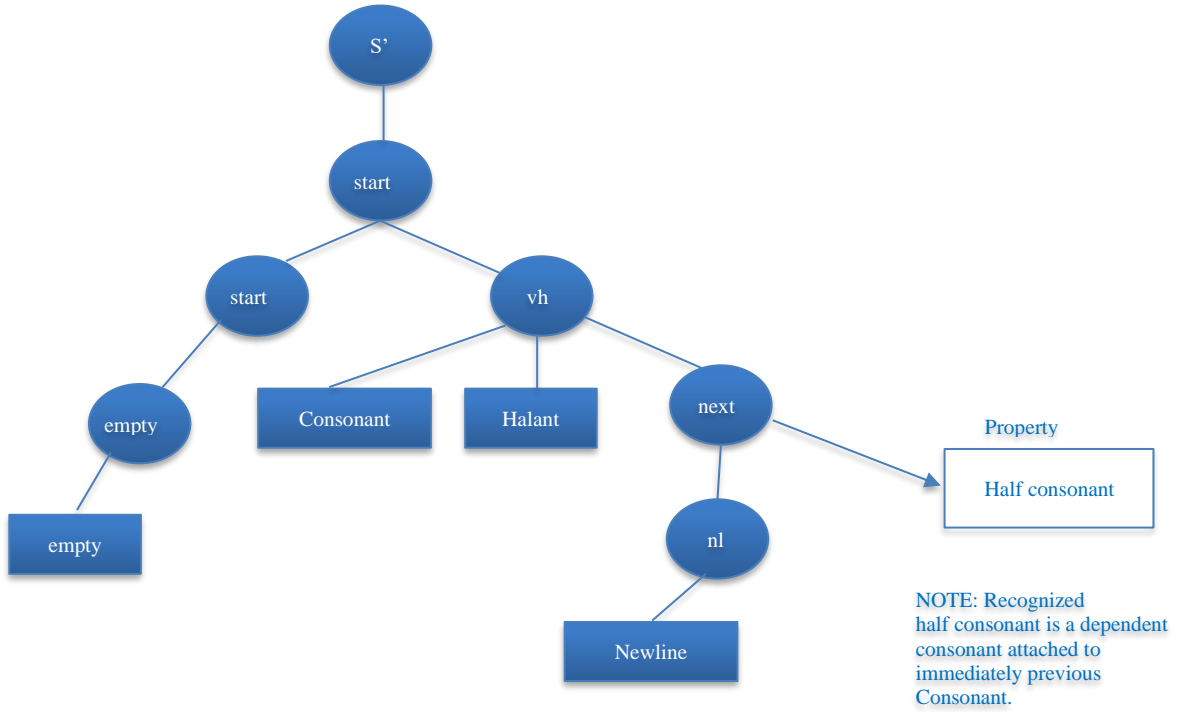 S’
start
start
vh
empty
Consonant
Halant
next
Property
Half consonant
empty
nl
Newline
NOTE: Recognized
half consonant is a dependent
consonant attached to
immediately previous
Consonant.